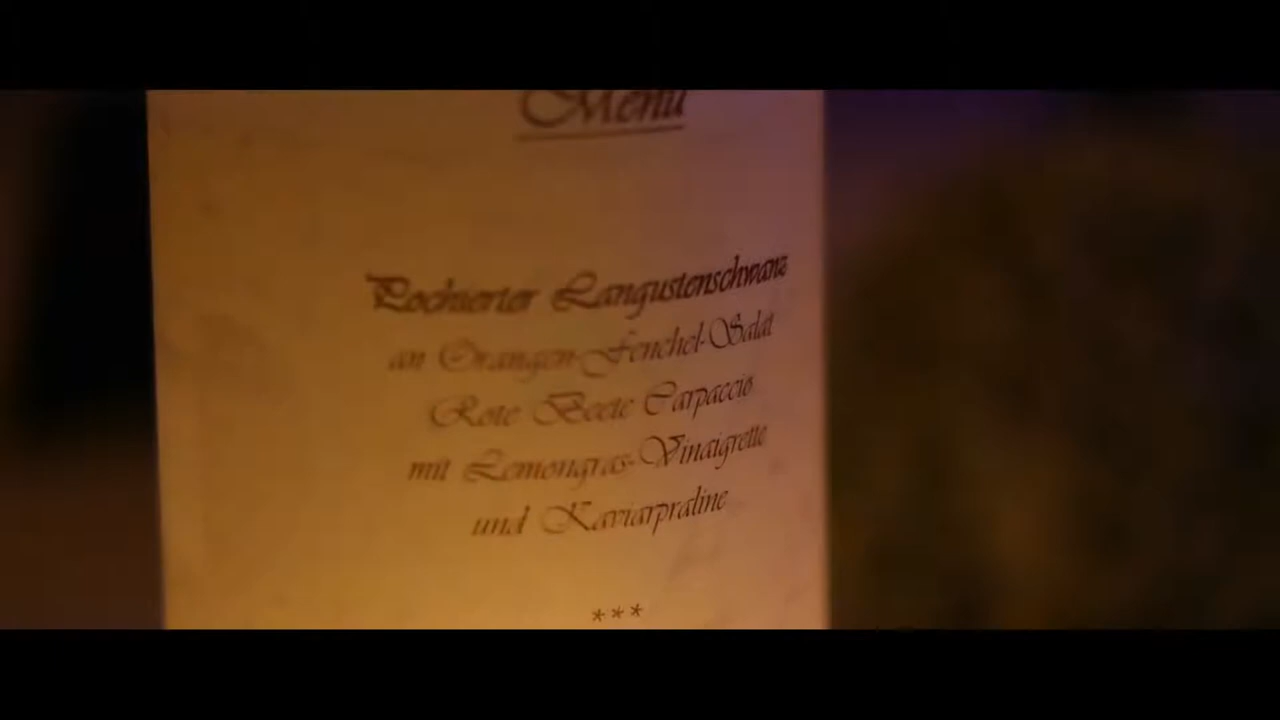 Menü
Pochierter Langustenschwanz
an Orangen-Fenchel-Salat
Rote Beete Carpaccio
mit Lemongras-Vinaigrette
und Kaviarpraline
***